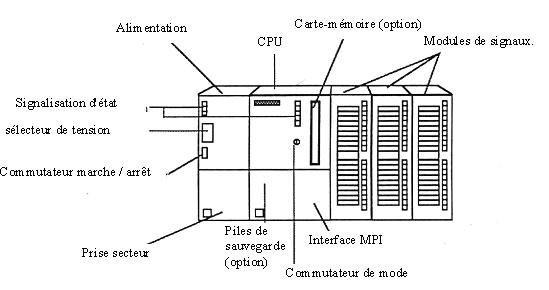 Alimentation
CPU
Carte-mémoire (option)
Modules de signaux.
Signalisation d'état
sélecteur de tension
Commutateur marche / arrêt
Prise secteur
Piles de
sauvegarde
(option)
Interface MPI
Commutateur de mode